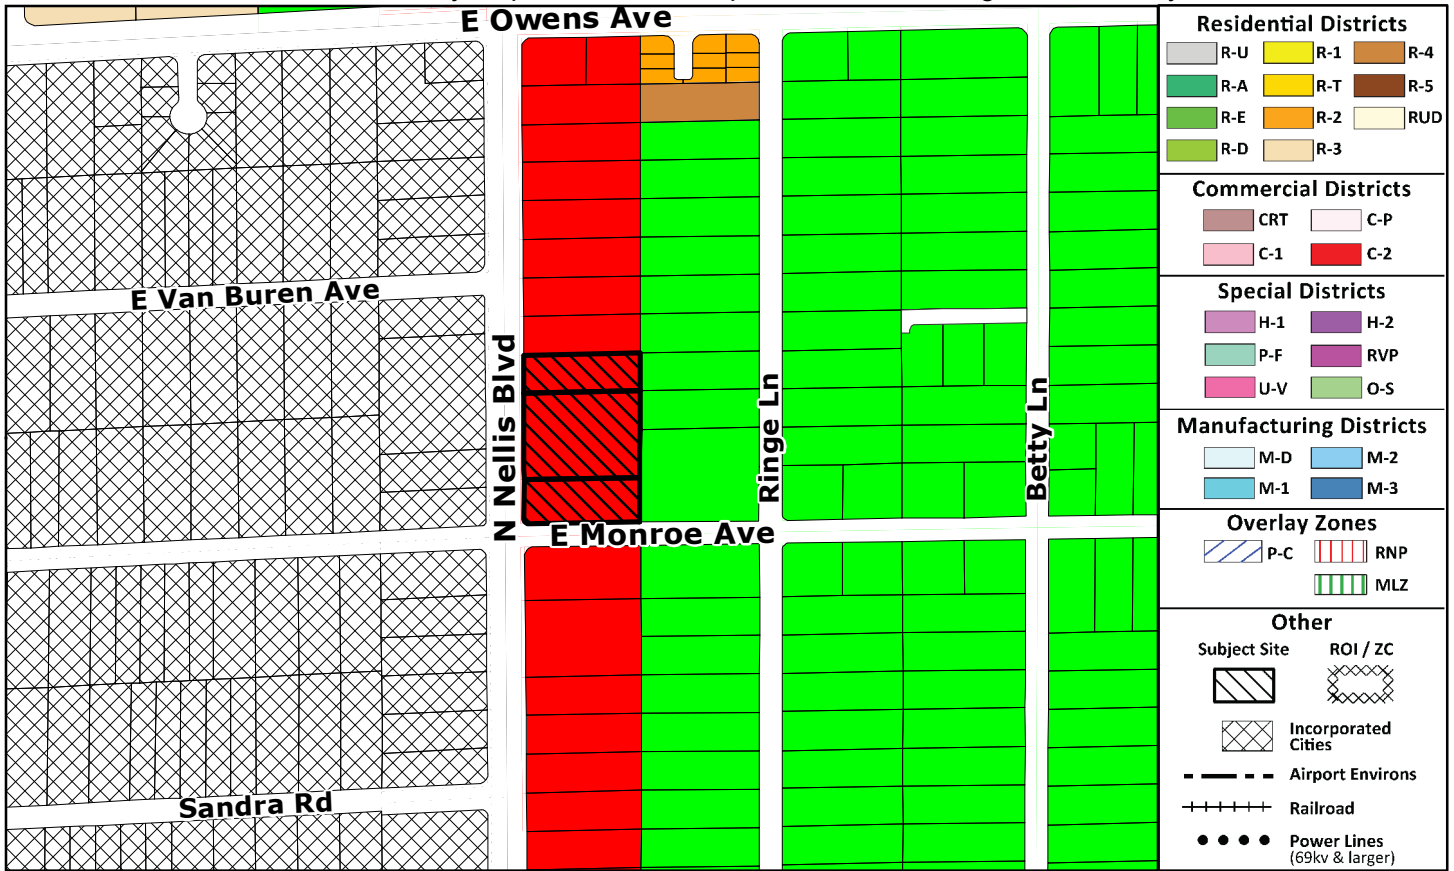 E Owens Ave
E Van Buren Ave
N Nellis Blvd
Ringe Ln
Betty Ln
E Monroe Ave
Sandra Rd
Residential Districts
R-U R-1 R-4
R-A R-T R-5
R-E R-2 RUD
R-D R-3
Commercial Districts
CRT C-P
C-1 C-2
Special Districts
H-1 H-2
P-F RVP
U-V O-S
Manufacturing Districts
M-D M-2
M-1 M-3
Overlay Zones
P-C RNP
MLZ
Other
Subject Site ROI / ZC
Incorporated
Cities
Airport Environs
Railroad
Power Lines
(69kv & larger)